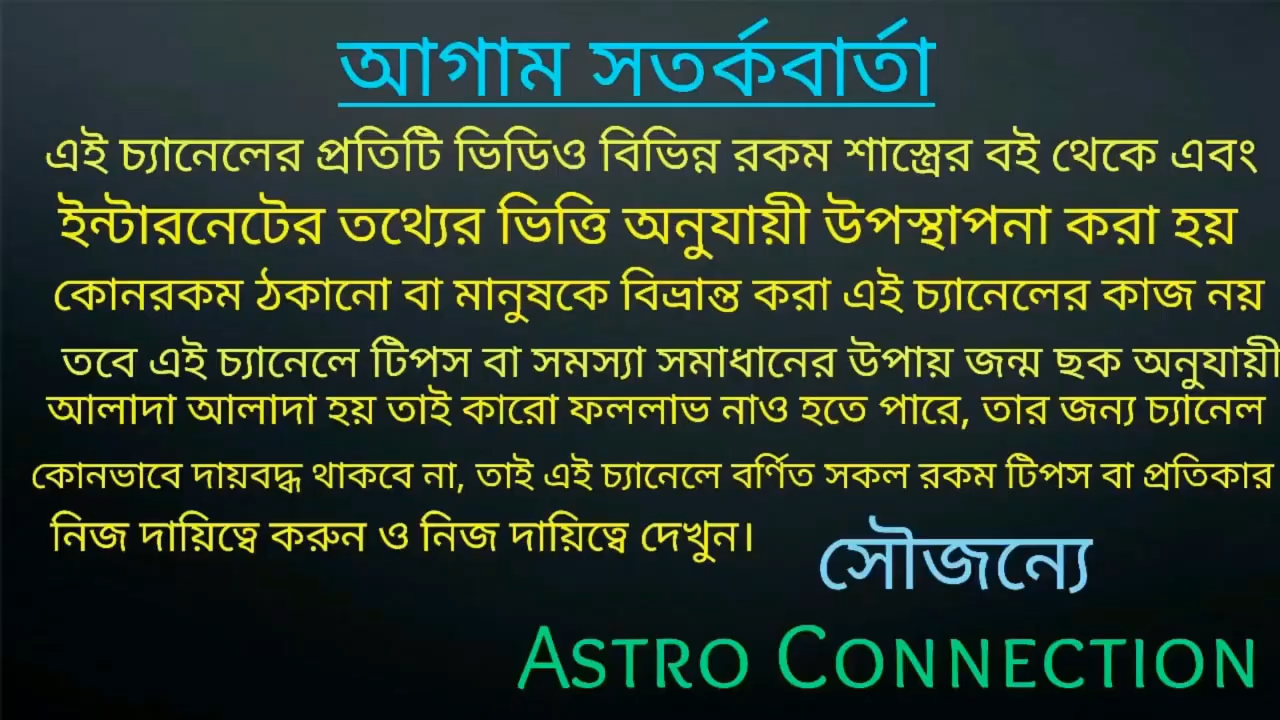 আগাম সতর্কবার্তা
এই চ্যানেলের প্রতিটি ভিডিও বিভিন্ন রকম শাস্ত্রের বই থেকে এবং
ইন্টারনেটের তথ্যের ভিত্তি অনুযায়ী উপস্থাপনা করা হয়
কোনরকম ঠকানো বা মানুষকে বিভ্রান্ত করা এই চ্যানেলের কাজ নয়
তবে এই চ্যানেলে টিপস বা সমস্যা সমাধানের উপায় জন্ম ছক অনুযায়ী
আলাদা আলাদা হয় তাই কারো ফললাভ নাও হতে পারে, তার জন্য চ্যানেল
কোনভাবে দায়বদ্ধ থাকবে না, তাই এই চ্যানেলে বর্ণিত সকল রকম টিপস বা প্রতিকার
নিজ দায়িত্বে করুন ও নিজ দায়িত্বে দেখুন।
সৌজন্যে
ASTRO CONNECTION